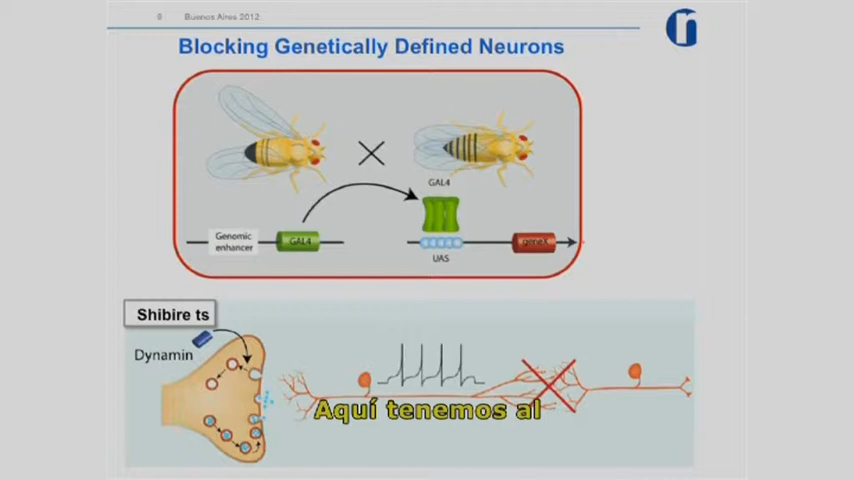 8 Buenos Aires 2012
Blocking Genetically Defined Neurons
GAL4
Genomic
enhancer
GAL4
UAS
geneX
Shibire ts
Dynamin
Aquí tenemos al